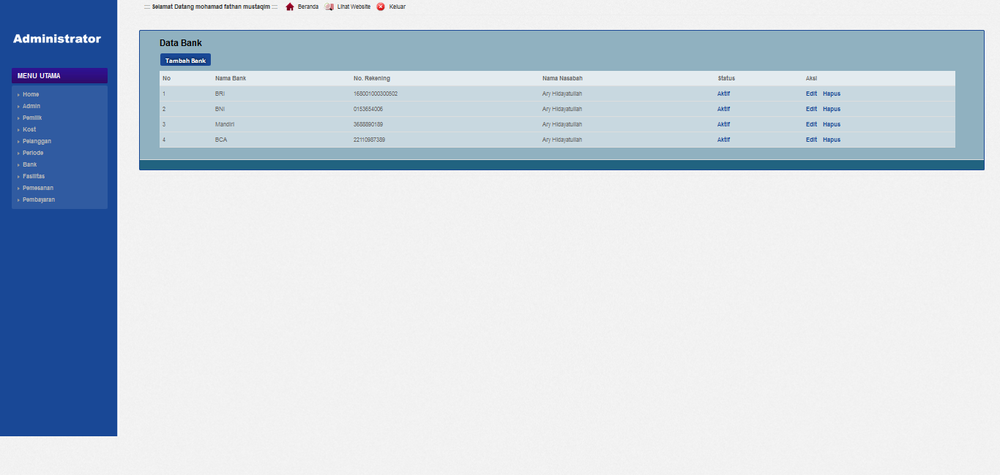 ::: Selamat Datang mohamad fathan mustaqim ::: Beranda Lihat Website Keluar
Administrator
MENU UTAMA
Home
Admin
Pemilik
Kost
Pelanggan
Periode
Bank
Fasilitas
Pemesanan
Pembayaran
Data Bank
Tambah Bank
No Nama Bank No. Rekening Nama Nasabah Status Aksi
1 BRI 168001000300502 Ary Hidayatullah Aktif Edit Hapus
2 BNI 0153654006 Ary Hidayatullah Aktif Edit Hapus
3 Mandiri 3688890189 Ary Hidayatullah Aktif Edit Hapus
4 BCA 22110987389 Ary Hidayatullah Aktif Edit Hapus